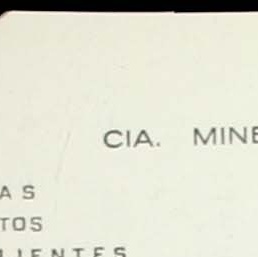 CIA. MINE
AS
TOS
LIENTES